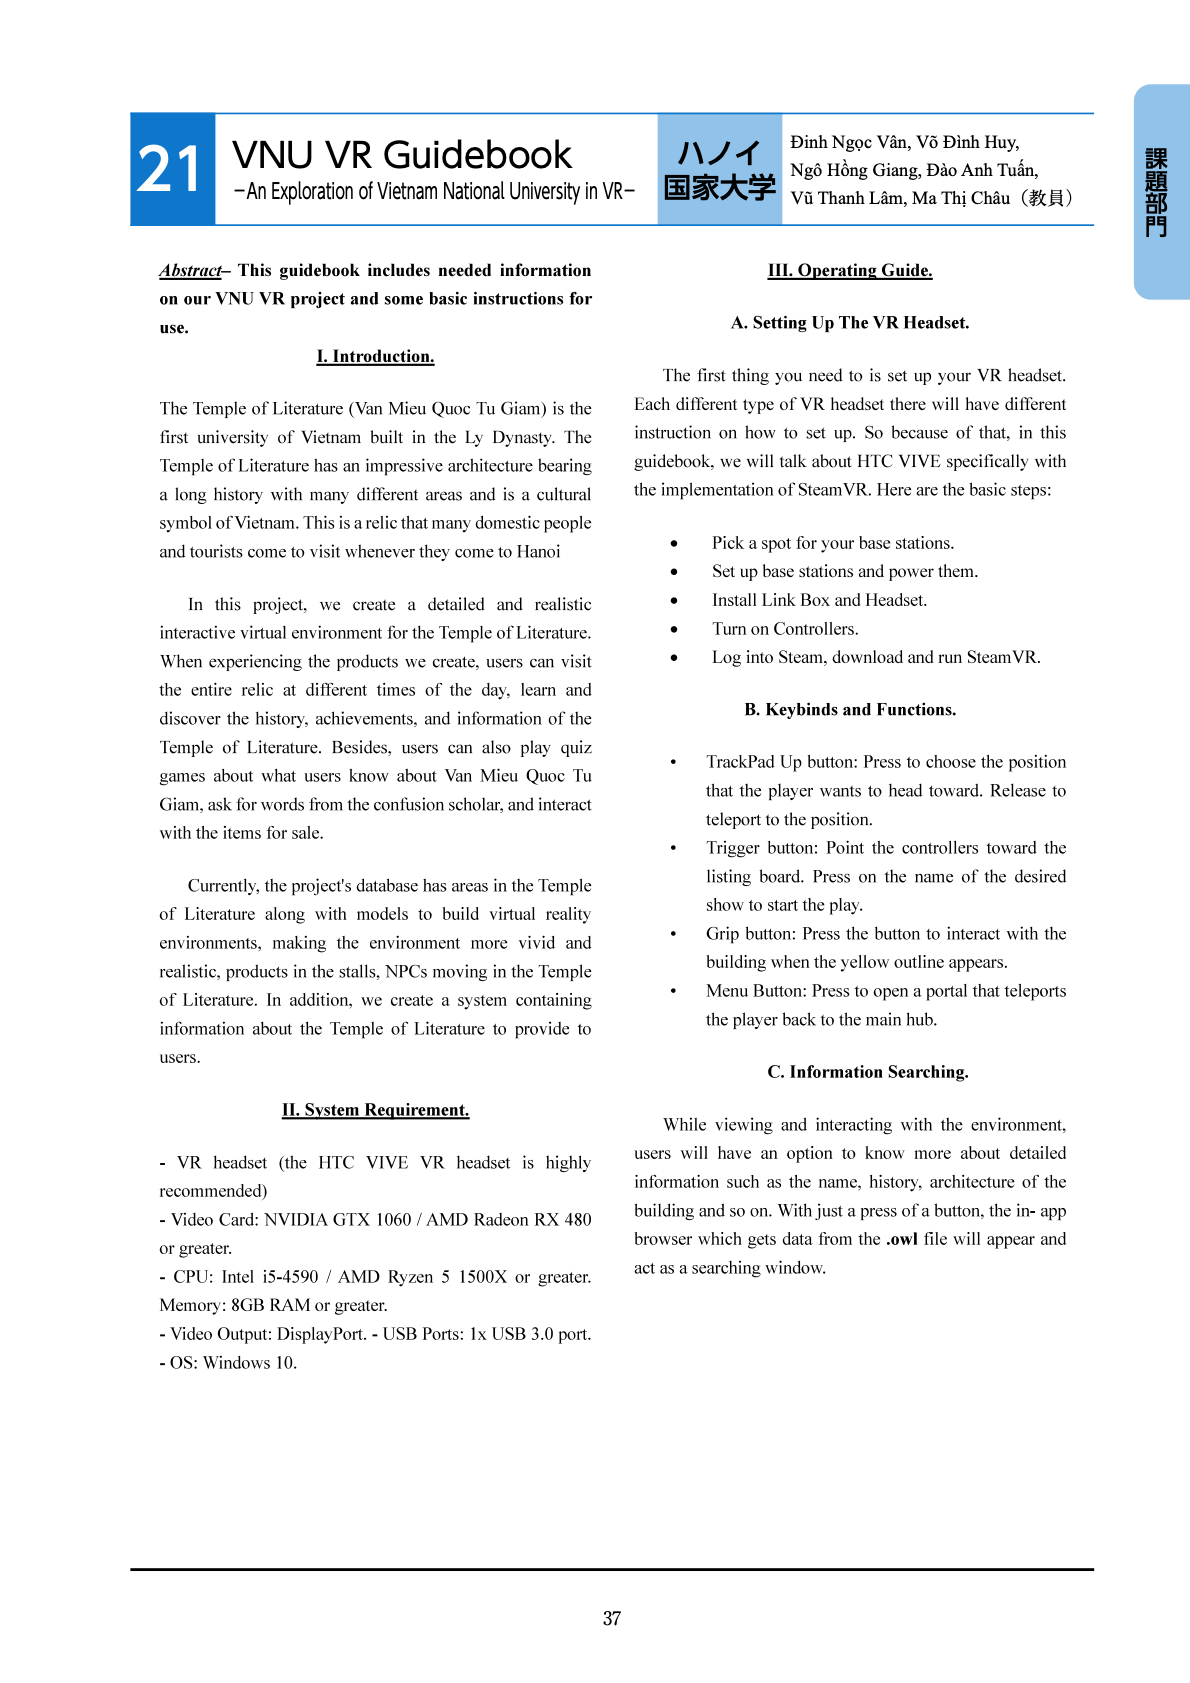 21
VNU VR Guidebook
−An Exploration of Vietnam National University in VR−
ハノイ
国家大学
Đinh Ngọc Vân, Võ Đình Huy,
Ngô Hồng Giang, Đào Anh Tuấn,
Vũ Thanh Lâm, Ma Thị Châu（教員）
課題部門
Abstract– This guidebook includes needed information
on our VNU VR project and some basic instructions for
use.
I. Introduction.
The Temple of Literature (Van Mieu Quoc Tu Giam) is the
first university of Vietnam built in the Ly Dynasty. The
Temple of Literature has an impressive architecture bearing
a long history with many different areas and is a cultural
symbol of Vietnam. This is a relic that many domestic people
and tourists come to visit whenever they come to Hanoi
In this project, we create a detailed and realistic
interactive virtual environment for the Temple of Literature.
When experiencing the products we create, users can visit
the entire relic at different times of the day, learn and
discover the history, achievements, and information of the
Temple of Literature. Besides, users can also play quiz
games about what users know about Van Mieu Quoc Tu
Giam, ask for words from the confusion scholar, and interact
with the items for sale.
Currently, the project's database has areas in the Temple
of Literature along with models to build virtual reality
environments, making the environment more vivid and
realistic, products in the stalls, NPCs moving in the Temple
of Literature. In addition, we create a system containing
information about the Temple of Literature to provide to
users.
II. System Requirement.
- VR headset (the HTC VIVE VR headset is highly
recommended)
- Video Card: NVIDIA GTX 1060 / AMD Radeon RX 480
or greater.
- CPU: Intel i5-4590 / AMD Ryzen 5 1500X or greater.
Memory: 8GB RAM or greater.
- Video Output: DisplayPort. - USB Ports: 1x USB 3.0 port.
- OS: Windows 10.
III. Operating Guide.
A. Setting Up The VR Headset.
The first thing you need to is set up your VR headset.
Each different type of VR headset there will have different
instruction on how to set up. So because of that, in this
guidebook, we will talk about HTC VIVE specifically with
the implementation of SteamVR. Here are the basic steps:
• Pick a spot for your base stations.
• Set up base stations and power them.
• Install Link Box and Headset.
• Turn on Controllers.
• Log into Steam, download and run SteamVR.
B. Keybinds and Functions.
• TrackPad Up button: Press to choose the position
that the player wants to head toward. Release to
teleport to the position.
• Trigger button: Point the controllers toward the
listing board. Press on the name of the desired
show to start the play.
• Grip button: Press the button to interact with the
building when the yellow outline appears.
• Menu Button: Press to open a portal that teleports
the player back to the main hub.
C. Information Searching.
While viewing and interacting with the environment,
users will have an option to know more about detailed
information such as the name, history, architecture of the
building and so on. With just a press of a button, the in- app
browser which gets data from the .owl file will appear and
act as a searching window.
37